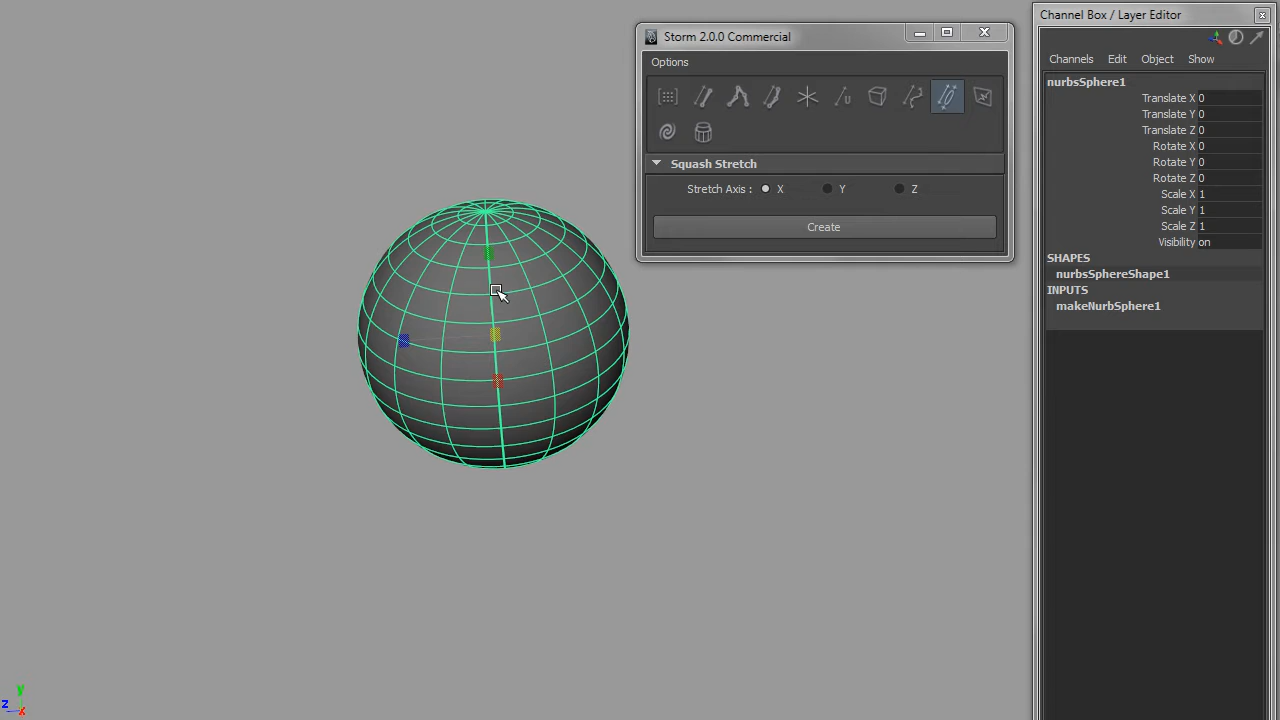 Storm 2.0.0 Commercial
Options
Squash Stretch
Stretch Axis : X Y Z
Create
Channel Box / Layer Editor
Channels Edit Object Show
nurbsSphere1
Translate X 0
Translate Y 0
Translate Z 0
Rotate X 0
Rotate Y 0
Rotate Z 0
Scale X 1
Scale Y 1
Scale Z 1
Visibility on
SHAPES
nurbsSphereShape1
INPUTS
makeNurbSphere1
Y
Z X